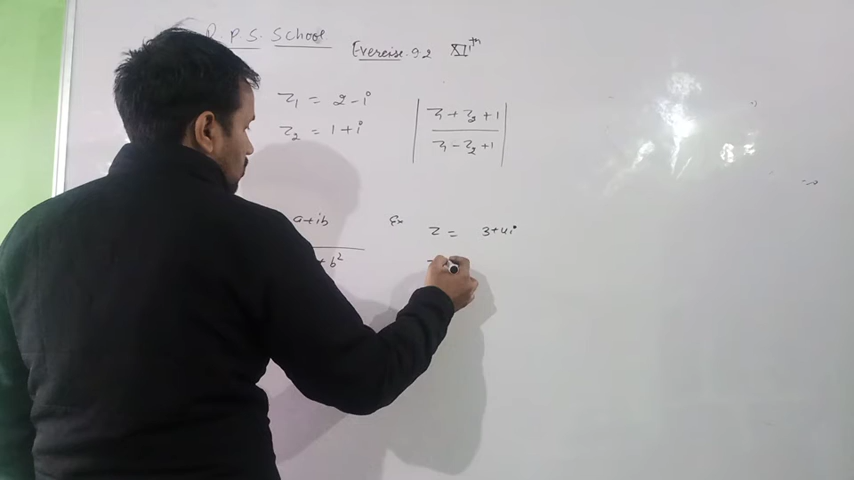 R.P.S. School
Exercise 9.2 XIth
z₁ = 2-i
z₂ = 1+i
| z₁ + z₂ + 1 / z₁ - z₂ + 1 |
a+ib
+ b²
Ex z = 3+4i